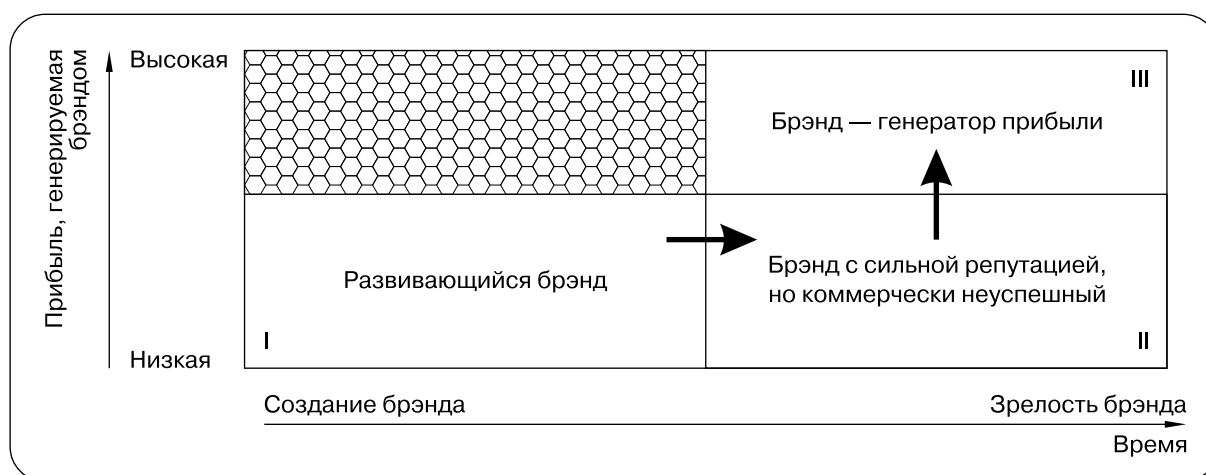 Прибыль, генерируемая
брэндом
Высокая
Низкая
III
Брэнд — генератор прибыли
Развивающийся брэнд
I
Брэнд с сильной репутацией,
но коммерчески неуспешный
II
Создание брэнда
Зрелость брэнда
Время